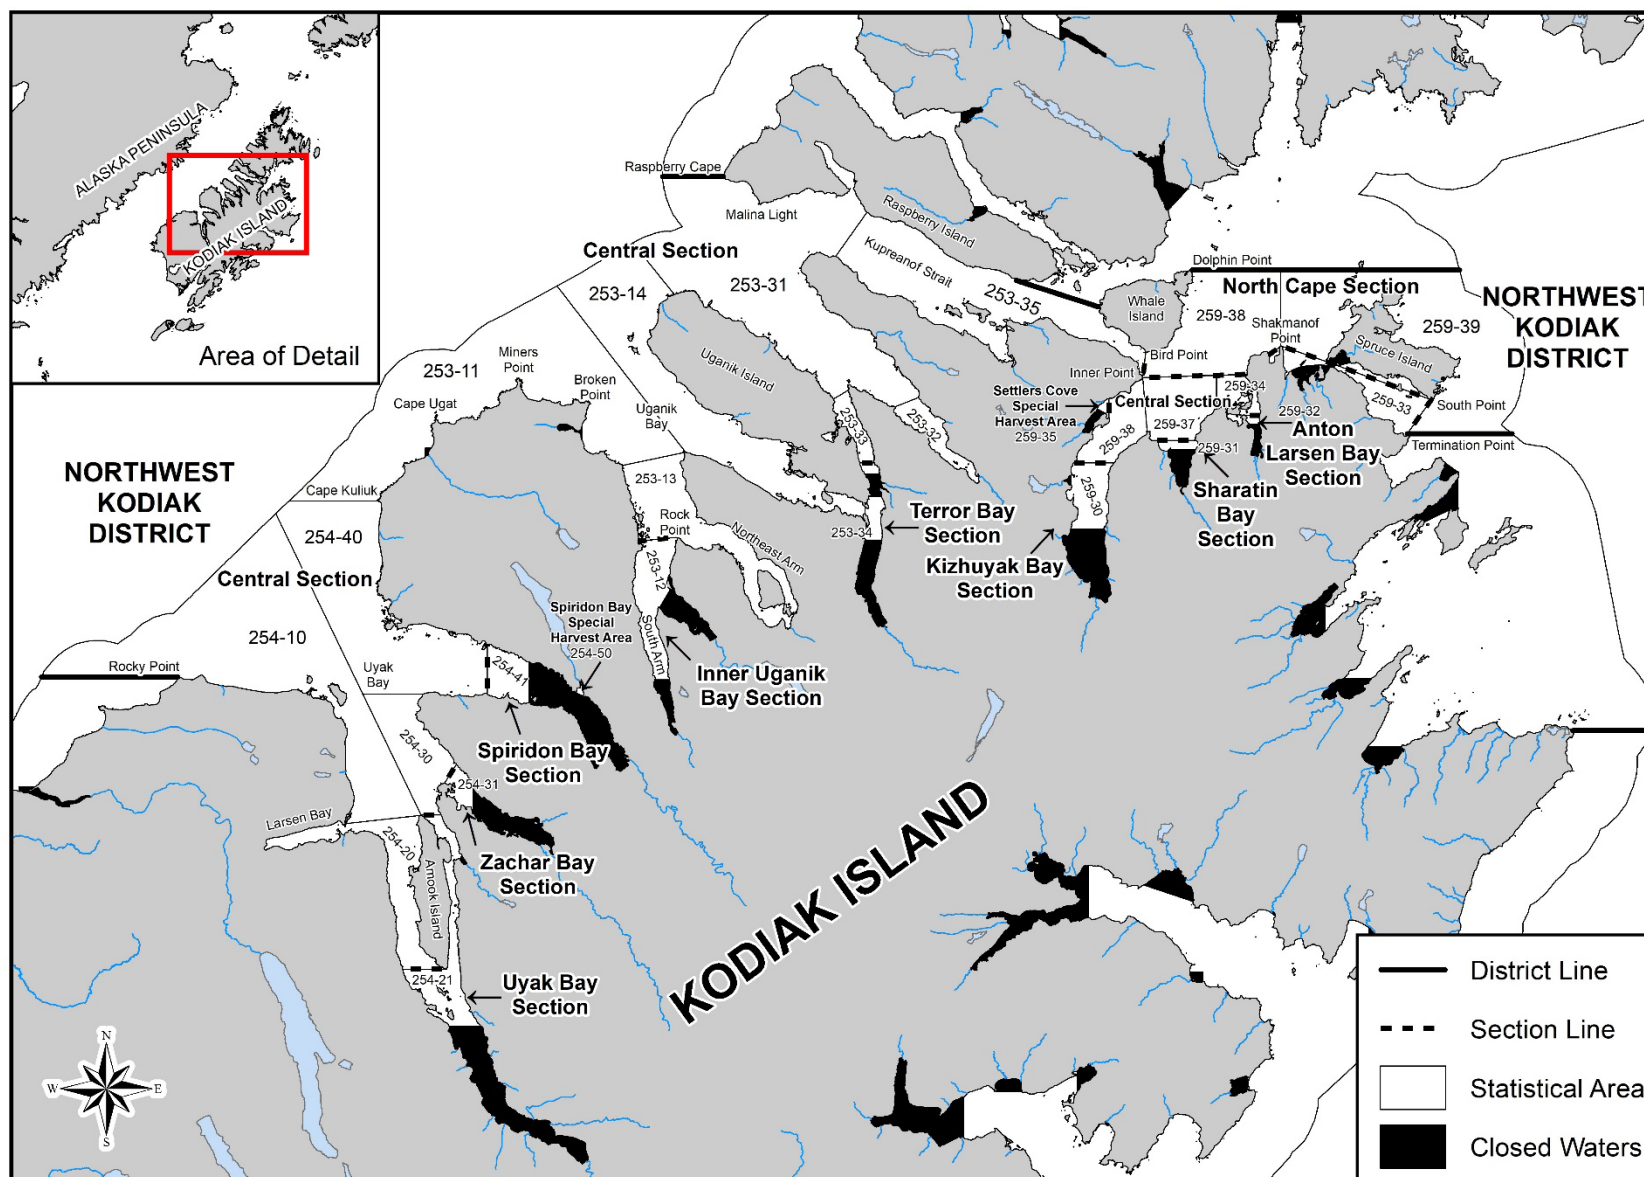 ALASKA PENINSULA
KODIAK ISLAND
Area of Detail
Raspberry Cape
Malina Light
Raspberry Island
Kupreanof Strait
Central Section
253-14
253-31
253-35
Dolphin Point
North Cape Section
Whale
Island
259-38
Shakmanof
Point
259-39
NORTHWEST
KODIAK
DISTRICT
Spruce Island
Miners
Point
253-11
Broken
Point
Cape Ugat
Uganik Island
Uganik
Bay
Bird Point
Inner Point
259-34
Settlers Cove
Special
Harvest Area
259-35
Central Section
259-38
259-37
259-31
259-32
259-33
South Point
Termination Point
Anton
Larsen Bay
Section
Sharatin
Bay
Section
253-33
253-32
NORTHWEST
KODIAK
DISTRICT
Cape Kuliuk
253-13
Rock
Point
Northeast Arm
253-34
Terror Bay
Section
259-30
Kizhuyak Bay
Section
254-40
Central Section
253-12
South Arm
Spiridon Bay
Special
Harvest Area
254-50
254-10
Rocky Point
Uyak
Bay
254-41
Inner Uganik
Bay Section
Spiridon Bay
Section
254-30
254-31
Larsen Bay
254-20
Amook Island
Zachar Bay
Section
254-21
Uyak Bay
Section
KODIAK ISLAND
N
W
E
S
District Line
Section Line
Statistical Area
Closed Waters